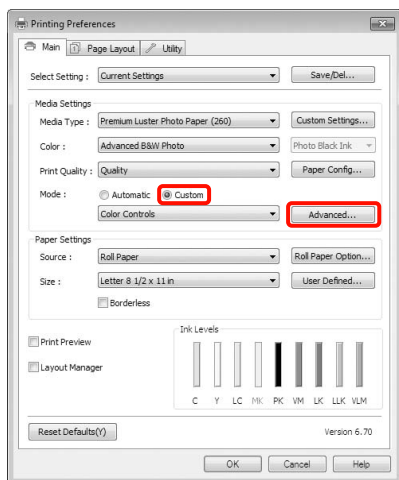 Printing Preferences
Main Page Layout Utility
Select Setting : Current Settings Save/Del...
Media Settings
Media Type : Premium Luster Photo Paper (260) Custom Settings...
Color : Advanced B&W Photo Photo Black Ink
Print Quality : Quality Paper Config...
Mode : Automatic Custom
Color Controls Advanced...
Paper Settings
Source : Roll Paper Roll Paper Option...
Size : Letter 8 1/2 x 11 in User Defined...
Borderless
Print Preview
Layout Manager
Ink Levels
C Y LC MK PK VM LK LLK VLM
Reset Defaults(Y) Version 6.70
OK Cancel Help